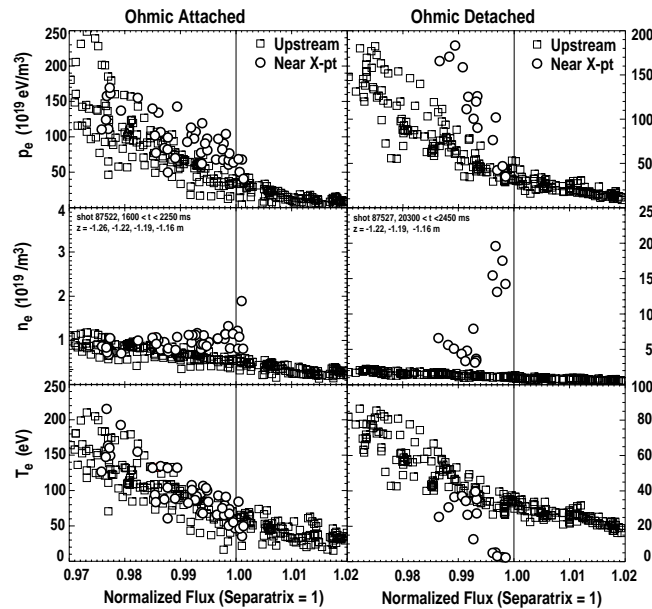 Ohmic Attached
Ohmic Detached
250
200
150
100
50
p_e (10^19 eV/m^3)
Upstream
Near X-pt
Upstream
Near X-pt
200
150
100
50
4
3
2
1
n_e (10^19 /m^3)
shot 87522, 1600 < t < 2250 ms
z = -1.26, -1.22, -1.19, -1.16 m
shot 87527, 20300 < t <2450 ms
z = -1.22, -1.19, -1.16 m
25
20
15
10
5
250
200
150
100
50
0
T_e (eV)
100
80
60
40
20
0
0.97 0.98 0.99 1.00 1.01 1.02
0.98 0.99 1.00 1.01 1.02
Normalized Flux (Separatrix = 1)
Normalized Flux (Separatrix = 1)